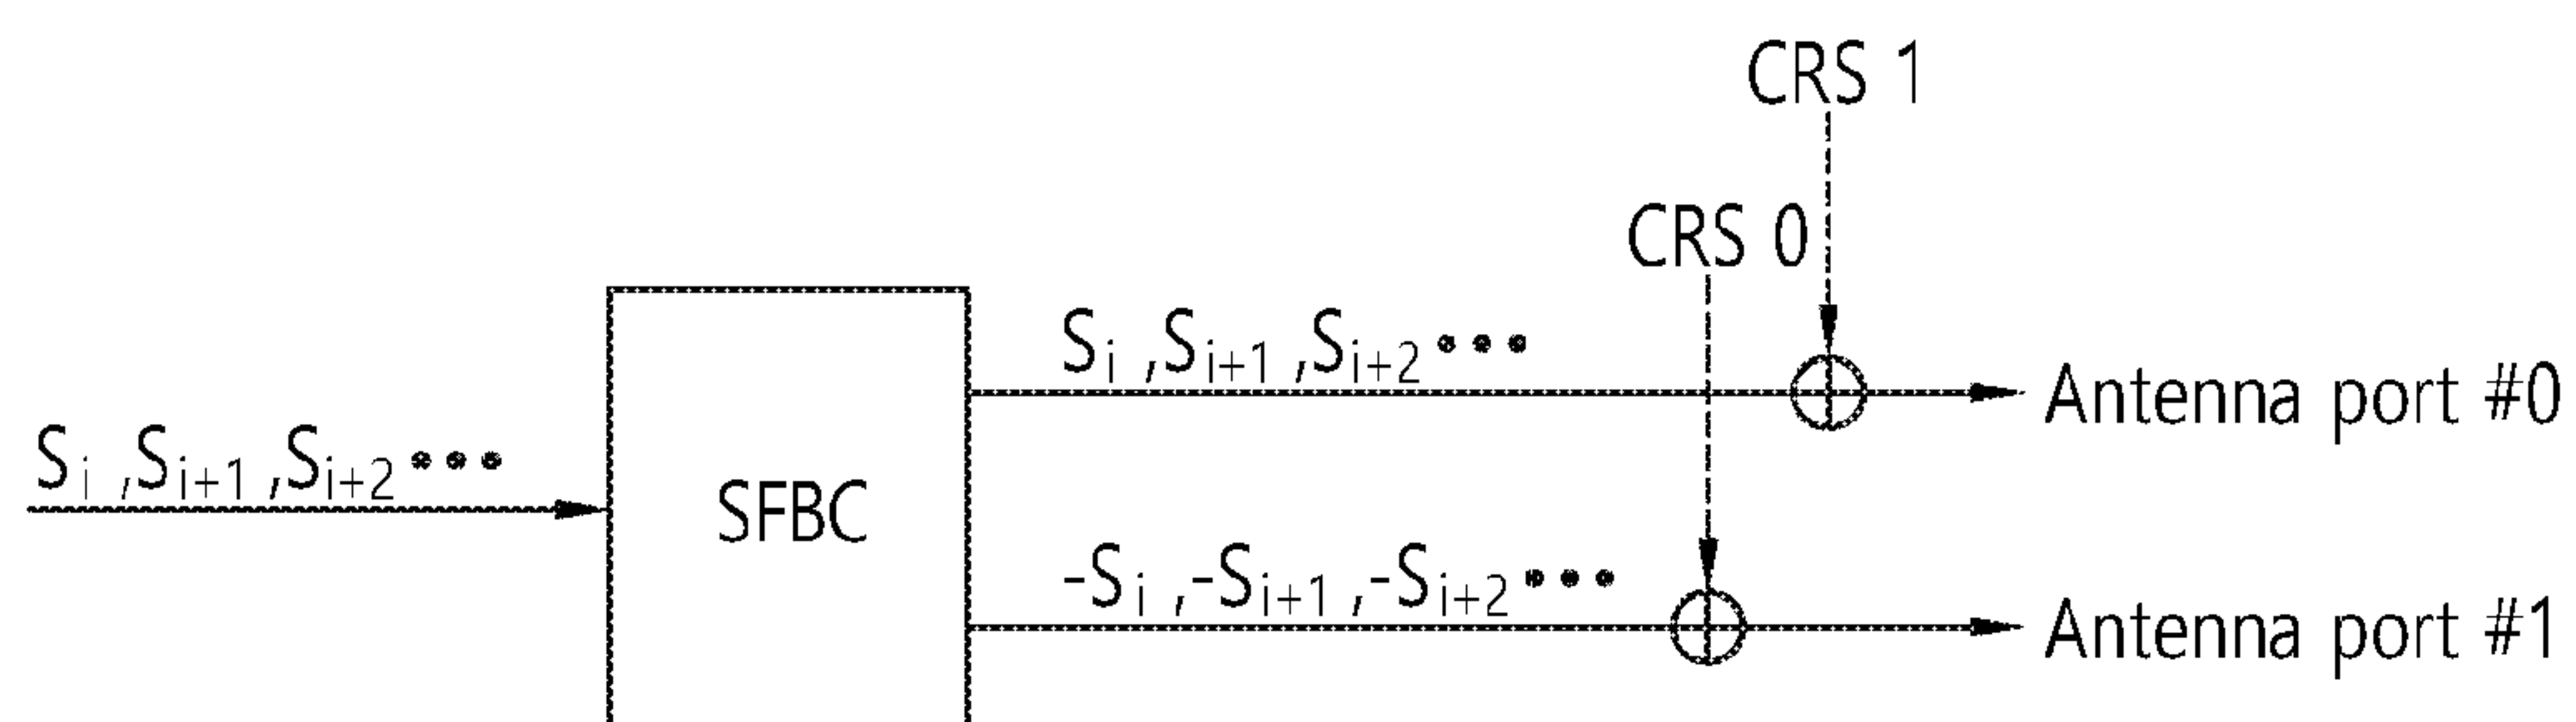 CRS 1
CRS 0
Si ,Si+1 ,Si+2 •••
Antenna port #0
Si ,Si+1 ,Si+2 •••
SFBC
-Si ,-Si+1 ,-Si+2 •••
Antenna port #1